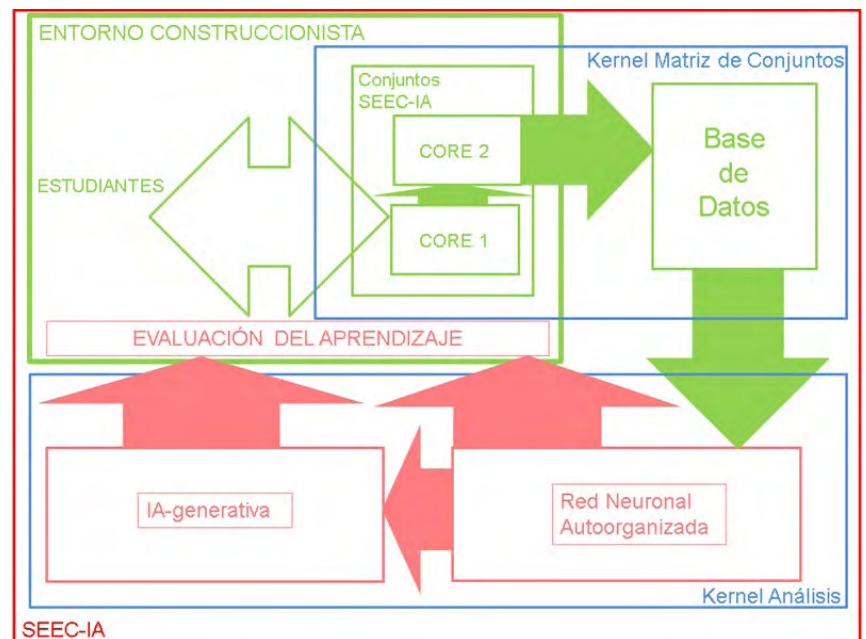 ENTORNO CONSTRUCCIONISTA
Kernel Matriz de Conjuntos
Conjuntos
SEEC-IA
CORE 2
Base
de
Datos
ESTUDIANTES
CORE 1
EVALUACIÓN DEL APRENDIZAJE
IA-generativa
Red Neuronal
Autoorganizada
Kernel Análisis
SEEC-IA